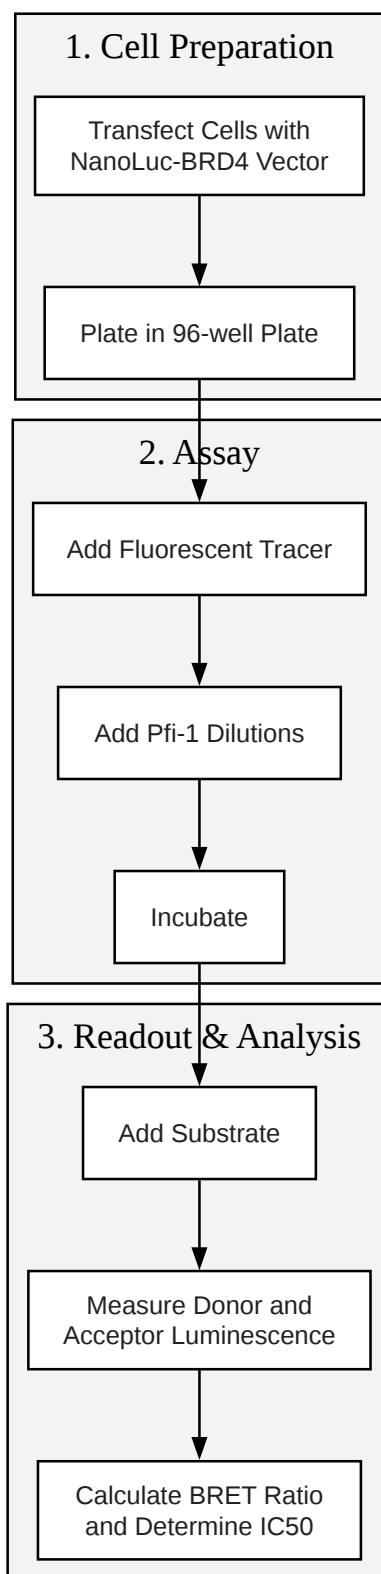 1. Cell Preparation
Transfect Cells with
NanoLuc-BRD4 Vector
Plate in 96-well Plate
2. Assay
Add Fluorescent Tracer
Add Pfi-1 Dilutions
Incubate
3. Readout & Analysis
Add Substrate
Measure Donor and
Acceptor Luminescence
Calculate BRET Ratio
and Determine IC50